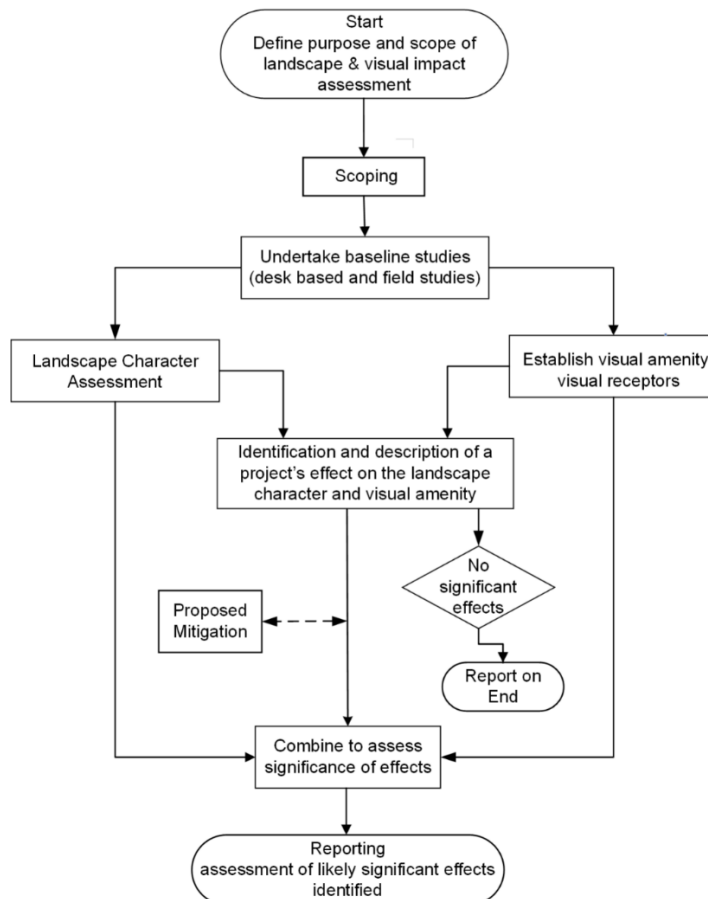 Start
Define purpose and scope of
landscape & visual impact
assessment
Scoping
Undertake baseline studies
(desk based and field studies)
Landscape Character
Assessment
Establish visual amenity
visual receptors
Identification and description of a
project's effect on the landscape
character and visual amenity
No
significant
effects
Proposed
Mitigation
Report on
End
Combine to assess
significance of effects
Reporting
assessment of likely significant effects
identified